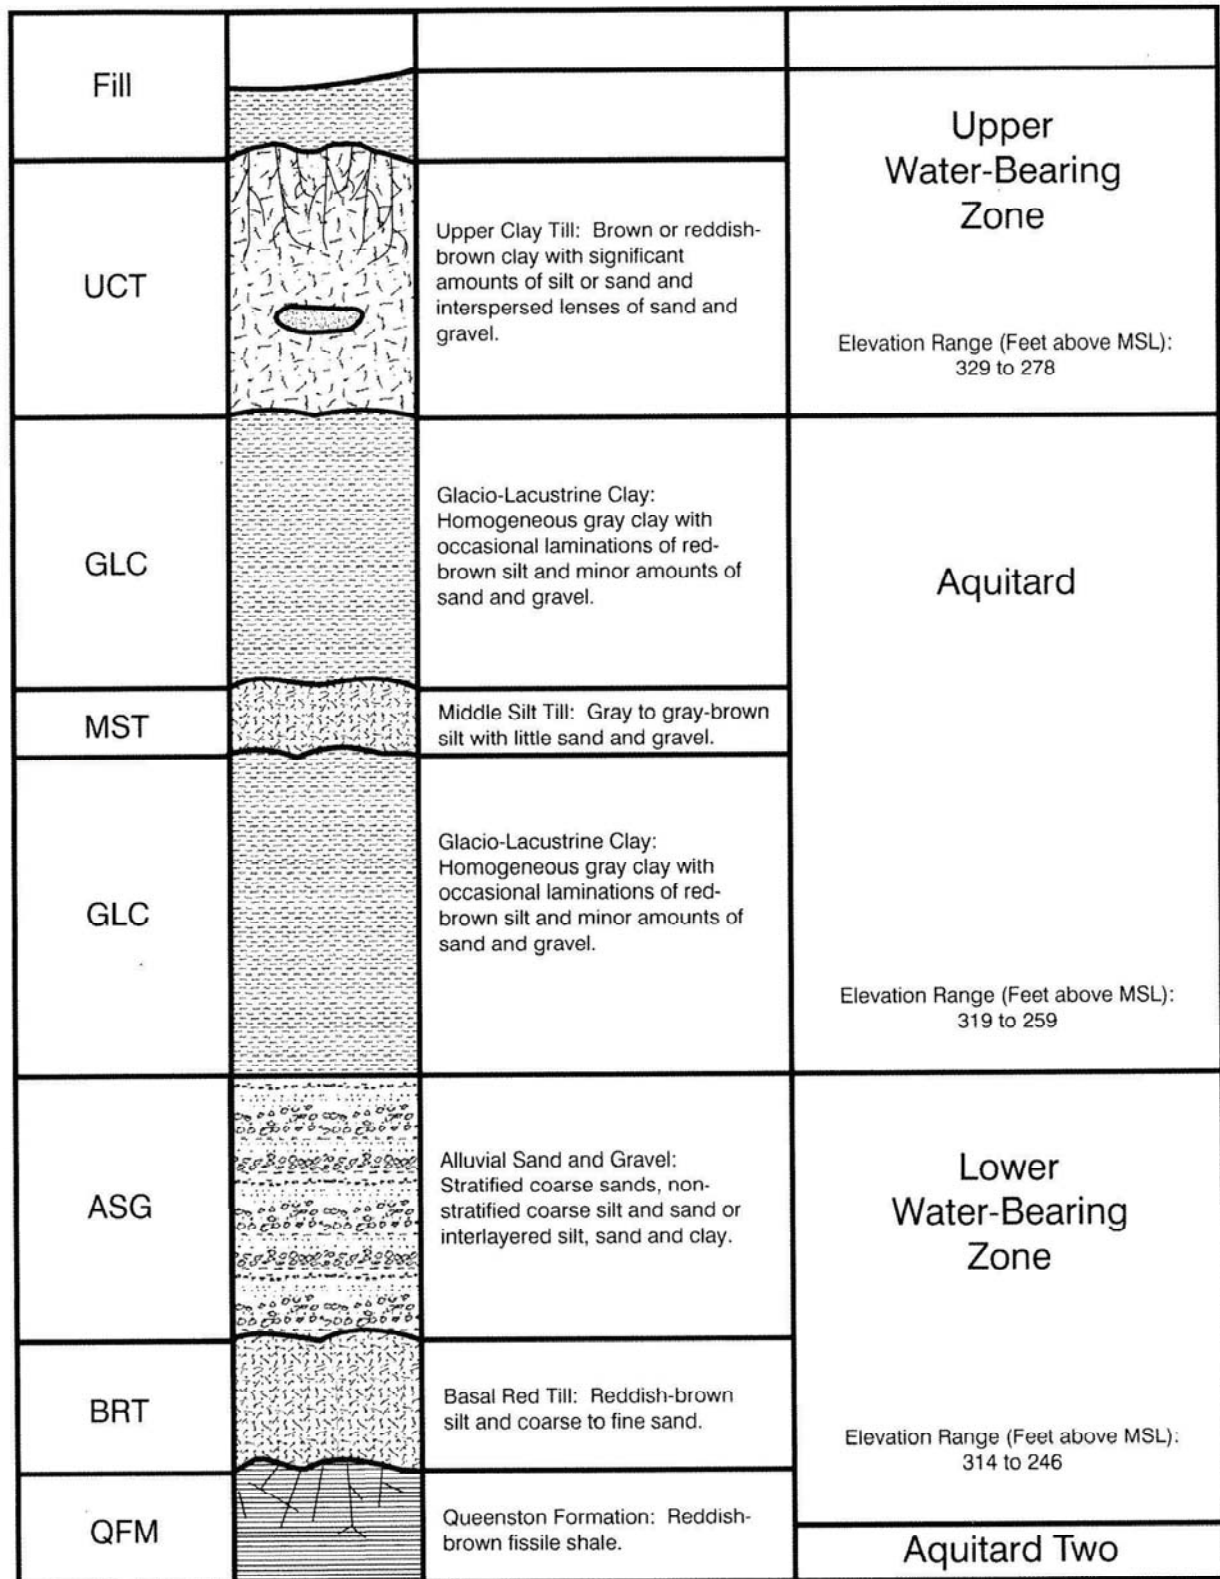 Fill
Upper
Water-Bearing
Zone
Elevation Range (Feet above MSL):
329 to 278
UCT
Upper Clay Till: Brown or reddish-
brown clay with significant
amounts of silt or sand and
interspersed lenses of sand and
gravel.
GLC
Glacio-Lacustrine Clay:
Homogeneous gray clay with
occasional laminations of red-
brown silt and minor amounts of
sand and gravel.
Aquitard
MST
Middle Silt Till: Gray to gray-brown
silt with little sand and gravel.
GLC
Glacio-Lacustrine Clay:
Homogeneous gray clay with
occasional laminations of red-
brown silt and minor amounts of
sand and gravel.
Elevation Range (Feet above MSL):
319 to 259
ASG
Alluvial Sand and Gravel:
Stratified coarse sands, non-
stratified coarse silt and sand or
interlayered silt, sand and clay.
Lower
Water-Bearing
Zone
BRT
Basal Red Till: Reddish-brown
silt and coarse to fine sand.
Elevation Range (Feet above MSL):
314 to 246
QFM
Queenston Formation: Reddish-
brown fissile shale.
Aquitard Two